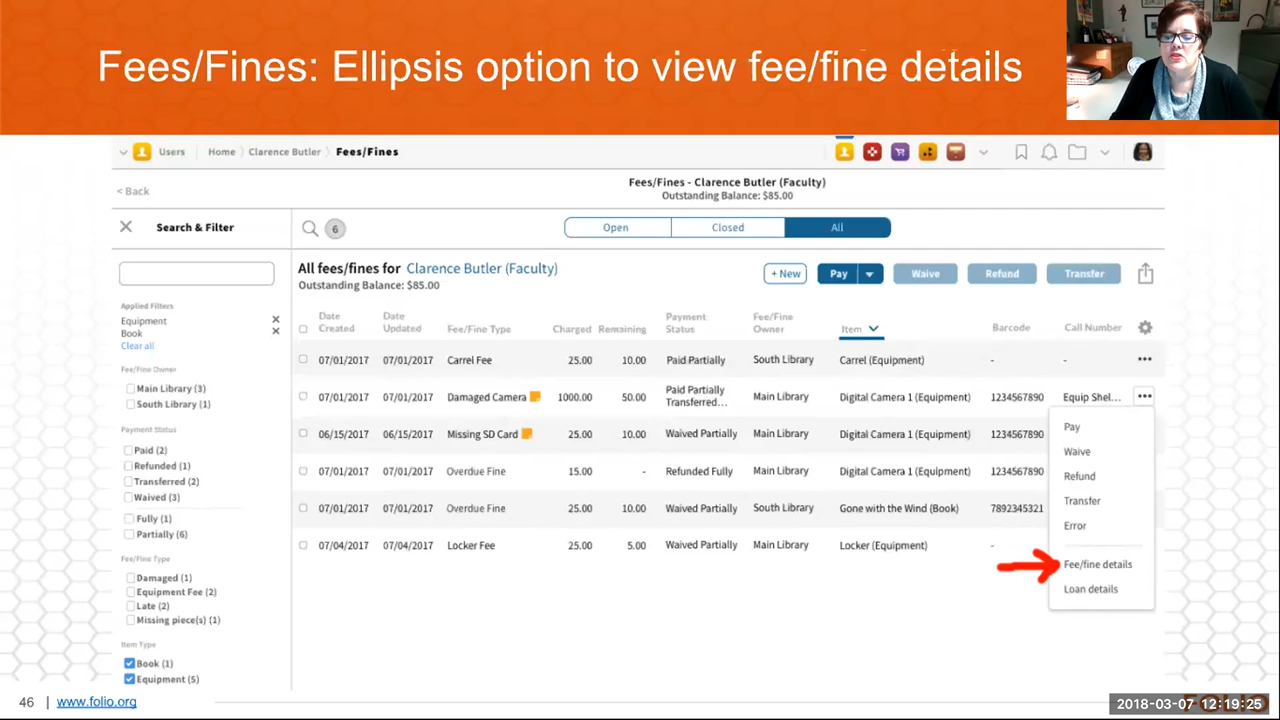 Fees/Fines: Ellipsis option to view fee/fine details
Users Home Clarence Butler Fees/Fines
< Back
Fees/Fines - Clarence Butler (Faculty)
Outstanding Balance: $85.00
Search & Filter
6
Open Closed All
All fees/fines for Clarence Butler (Faculty)
Outstanding Balance: $85.00
+ New Pay Waive Refund Transfer
Applied Filters
Equipment
Book
Clear all
Fee/Fine Owner
Main Library (3)
South Library (1)
Payment Status
Paid (2)
Refunded (1)
Transferred (2)
Waived (3)
Fully (1)
Partially (6)
Fee/Fine Type
Damaged (1)
Equipment Fee (2)
Late (2)
Missing piece(s) (1)
Item Type
Book (1)
Equipment (5)
Date Created Date Updated Fee/Fine Type Charged Remaining Payment Status Fee/Fine Owner Item Barcode Call Number
07/01/2017 07/01/2017 Carrel Fee 25.00 10.00 Paid Partially South Library Carrel (Equipment) - - •••
07/01/2017 07/01/2017 Damaged Camera 1000.00 50.00 Paid Partially Transferred... Main Library Digital Camera 1 (Equipment) 1234567890 Equip Shel... •••
06/15/2017 06/15/2017 Missing SD Card 25.00 10.00 Waived Partially Main Library Digital Camera 1 (Equipment) 1234567890
07/01/2017 07/01/2017 Overdue Fine 15.00 - Refunded Fully Main Library Digital Camera 1 (Equipment) 1234567890
07/01/2017 07/01/2017 Overdue Fine 25.00 10.00 Waived Partially South Library Gone with the Wind (Book) 7892345321
07/04/2017 07/04/2017 Locker Fee 25.00 5.00 Waived Partially Main Library Locker (Equipment) -
Pay
Waive
Refund
Transfer
Error
Fee/fine details
Loan details
46 | www.folio.org
FOLIO
2018-03-07 12:19:25